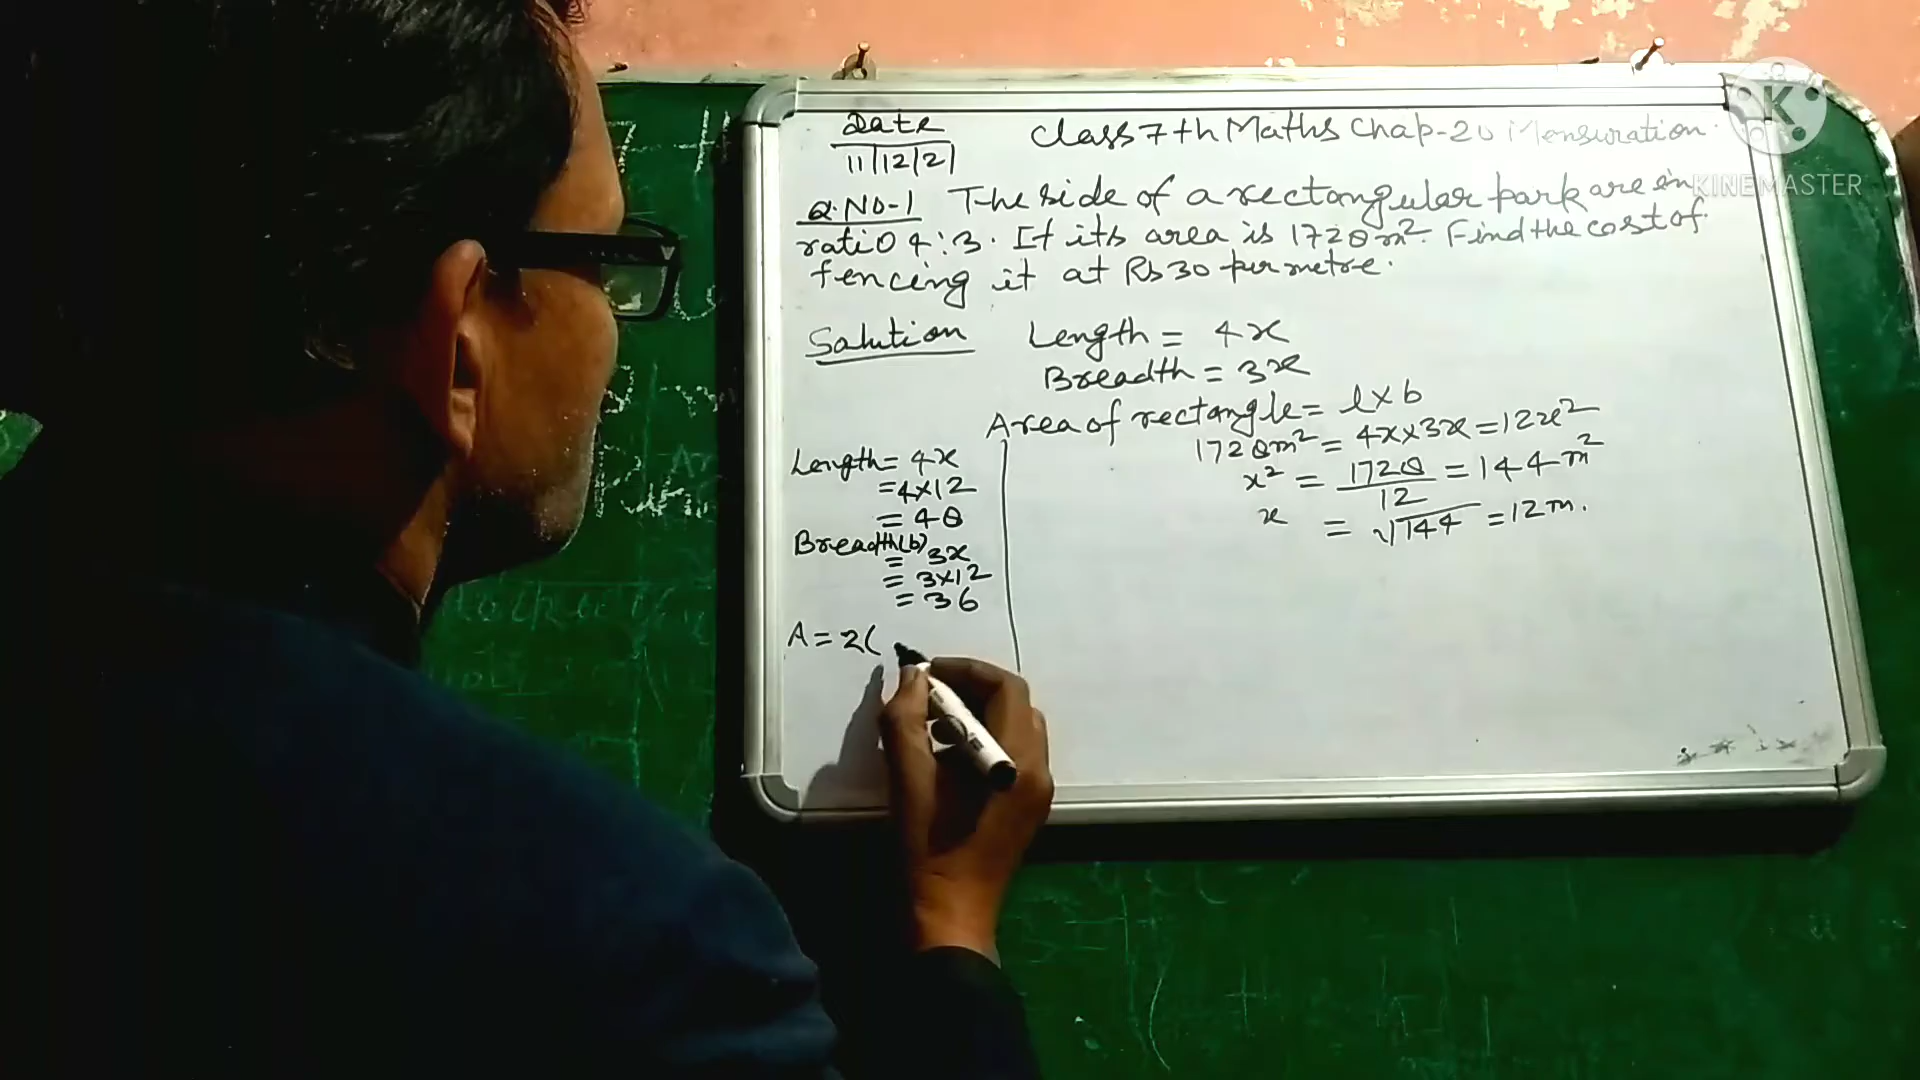 Date
11/12/21
Class 7th Maths Chap-20 Mensuration.
Q.No-1 The side of a rectangular park are in
ratio 4:3. If its area is 1728m². Find the cost of
fencing it at Rs 30 per metre.
Solution
Length = 4x
Breadth = 3x
Area of rectangle = l×b
1728m² = 4x×3x = 12x²
x² = 1728/12 = 144m²
x = √144 = 12m.
Length = 4x
= 4×12
= 48
Breadth(b)
= 3x
= 3×12
= 36
A = 2(
K
KINEMASTER